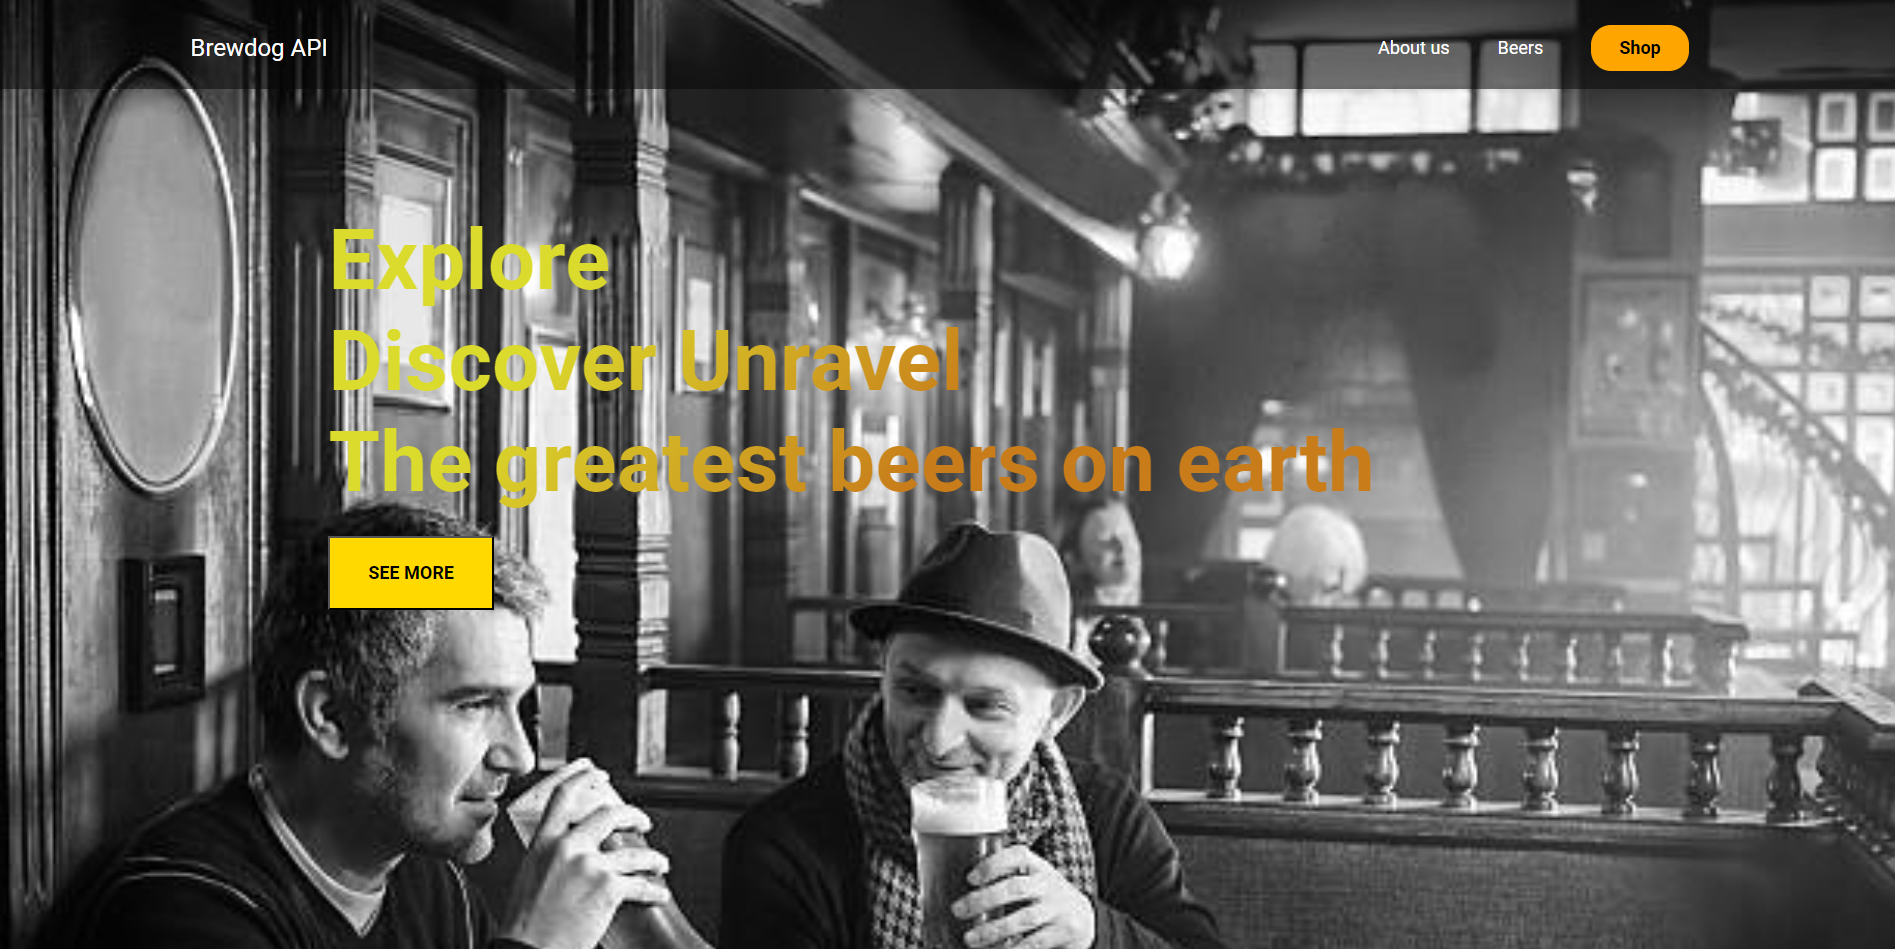 Brewdog API
About us
Beers
Shop
Explore
Discover Unravel
The greatest beers on earth
SEE MORE